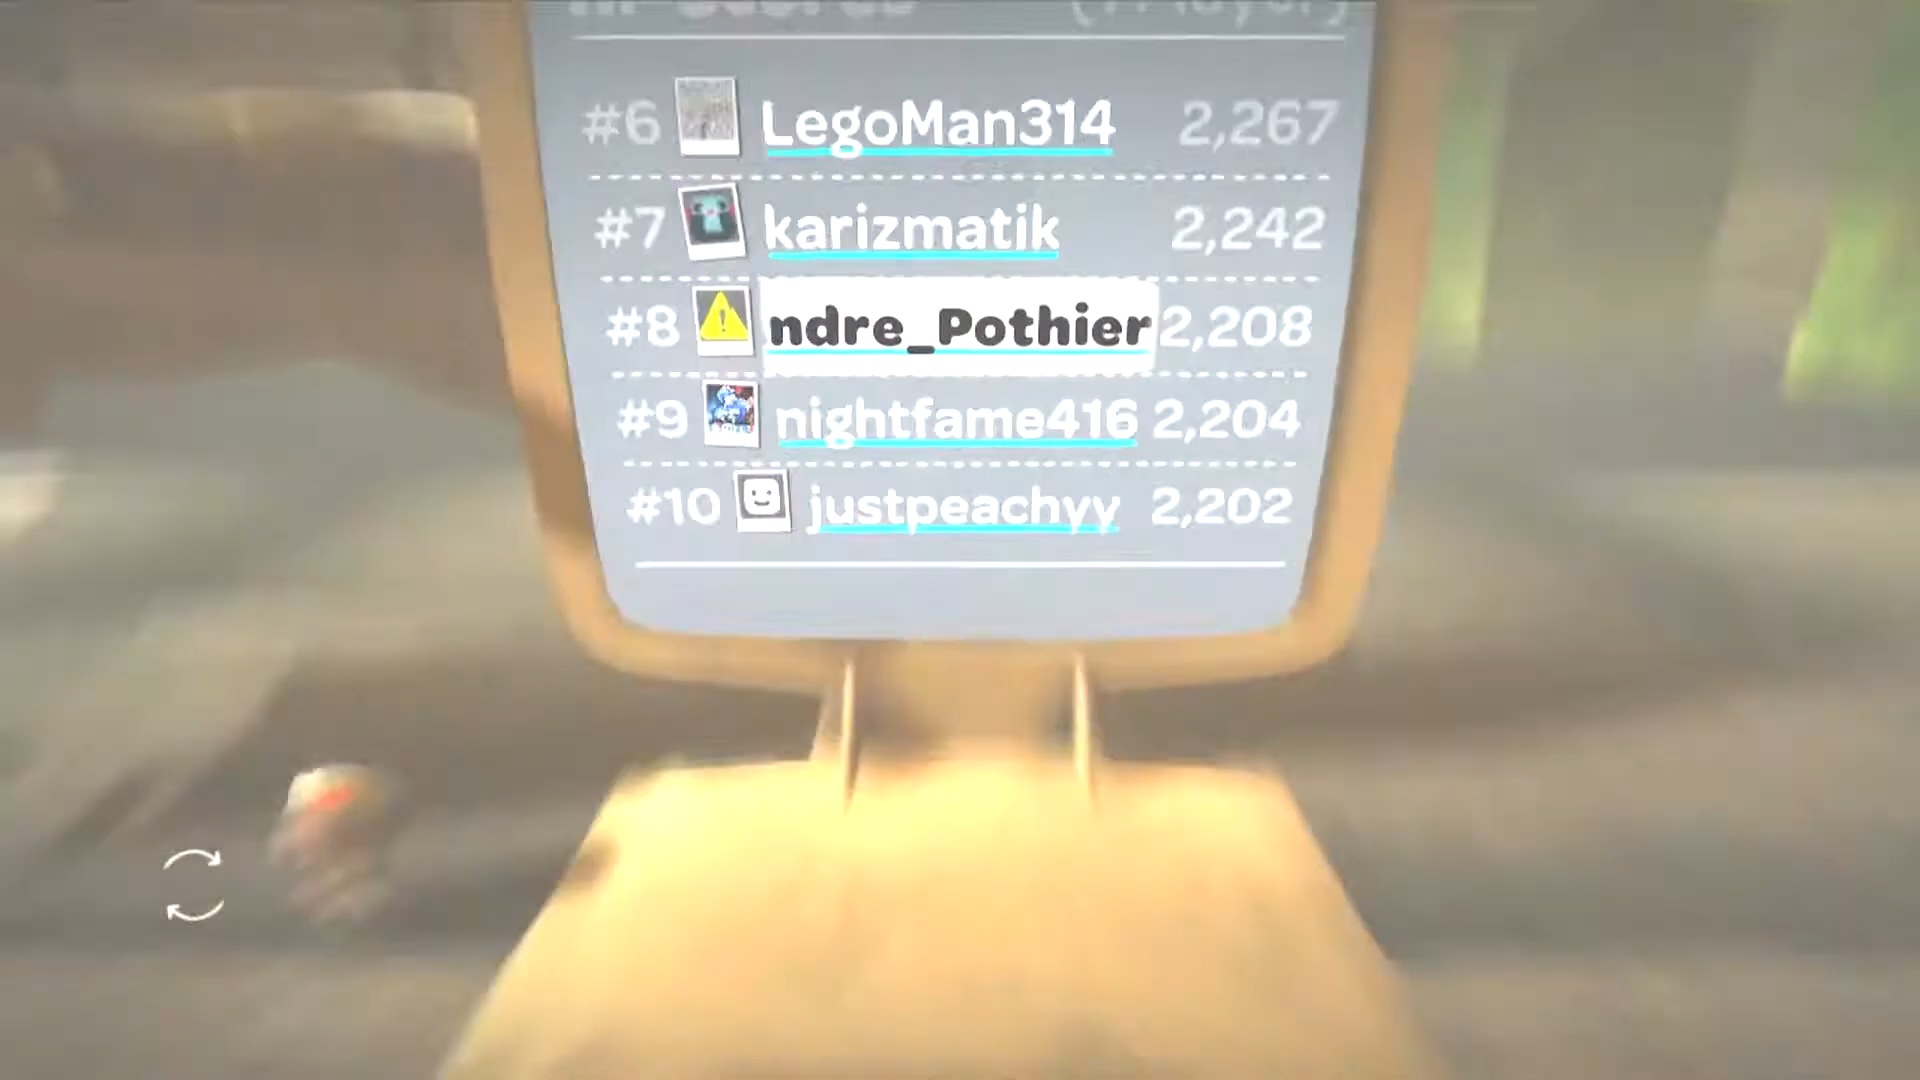 #6 LegoMan314 2,267
#7 karizmatik 2,242
#8 ndre_Pothier 2,208
#9 nightfame416 2,204
#10 justpeachyy 2,202